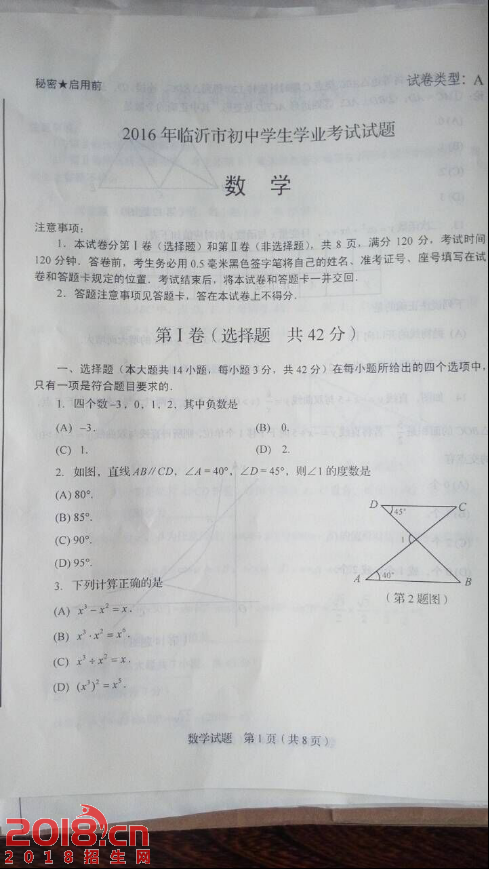 秘密★启用前
试卷类型：A
2016年临沂市初中学生学业考试试题
数 学
注意事项：
1．本试卷分第Ⅰ卷（选择题）和第Ⅱ卷（非选择题），共 8 页，满分 120 分，考试时间
120分钟．答卷前，考生务必用0.5毫米黑色签字笔将自己的姓名、准考证号、座号填写在试
卷和答题卡规定的位置．考试结束后，将本试卷和答题卡一并交回．
2．答题注意事项见答题卡，答在本试卷上不得分．
第Ⅰ卷（选择题 共42分）
一、选择题（本大题共14小题，每小题3分，共42分）在每小题所给出的四个选项中，
只有一项是符合题目要求的．
1．四个数-3，0，1，2，其中负数是
(A) -3． (B) 0．
(C) 1． (D) 2．
2．如图，直线AB∥CD，∠A=40°，∠D=45°，则∠1的度数是
(A) 80°．
(B) 85°．
(C) 90°．
(D) 95°．
D 45° C
1
A 40° B
（第2题图）
3．下列计算正确的是
(A) x³-x²=x．
(B) x³·x²=x⁶．
(C) x³÷x²=x．
(D) (x³)²=x⁵．
数学试题 第1页（共8页）
2018.cn
2018招生网